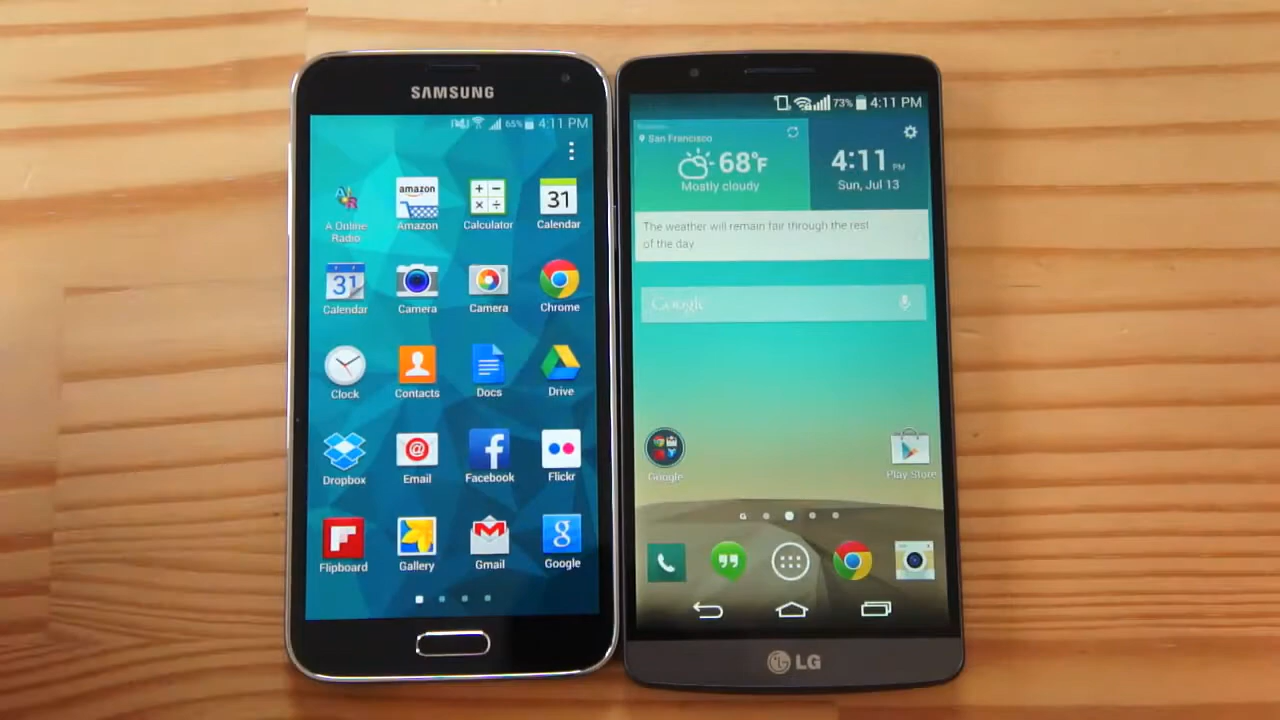 SAMSUNG
65% 4:11 PM
A Online
Radio
amazon
Amazon
Calculator
31
Calendar
31
Calendar
Camera
Camera
Chrome
Clock
Contacts
Docs
Drive
Dropbox
@
Email
f
Facebook
Flickr
Flipboard
Gallery
Gmail
g
Google
73% 4:11 PM
San Francisco
68°F
Mostly cloudy
4:11 PM
Sun, Jul 13
The weather will remain fair through the rest
of the day
Google
Google
Play Store
LG